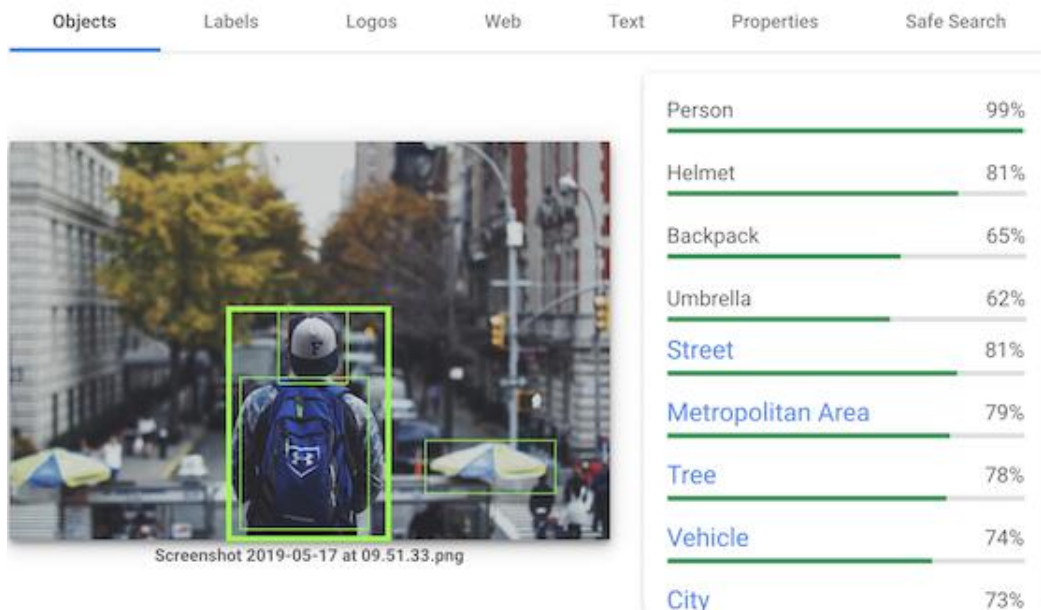 Objects Labels Logos Web Text Properties Safe Search
Person 99%
Helmet 81%
Backpack 65%
Umbrella 62%
Street 81%
Metropolitan Area 79%
Tree 78%
Vehicle 74%
City 73%
F
Screenshot 2019-05-17 at 09.51.33.png